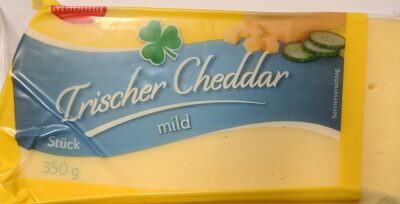 Irischer Cheddar
mild
Stück
350 g
Serviervorschlag